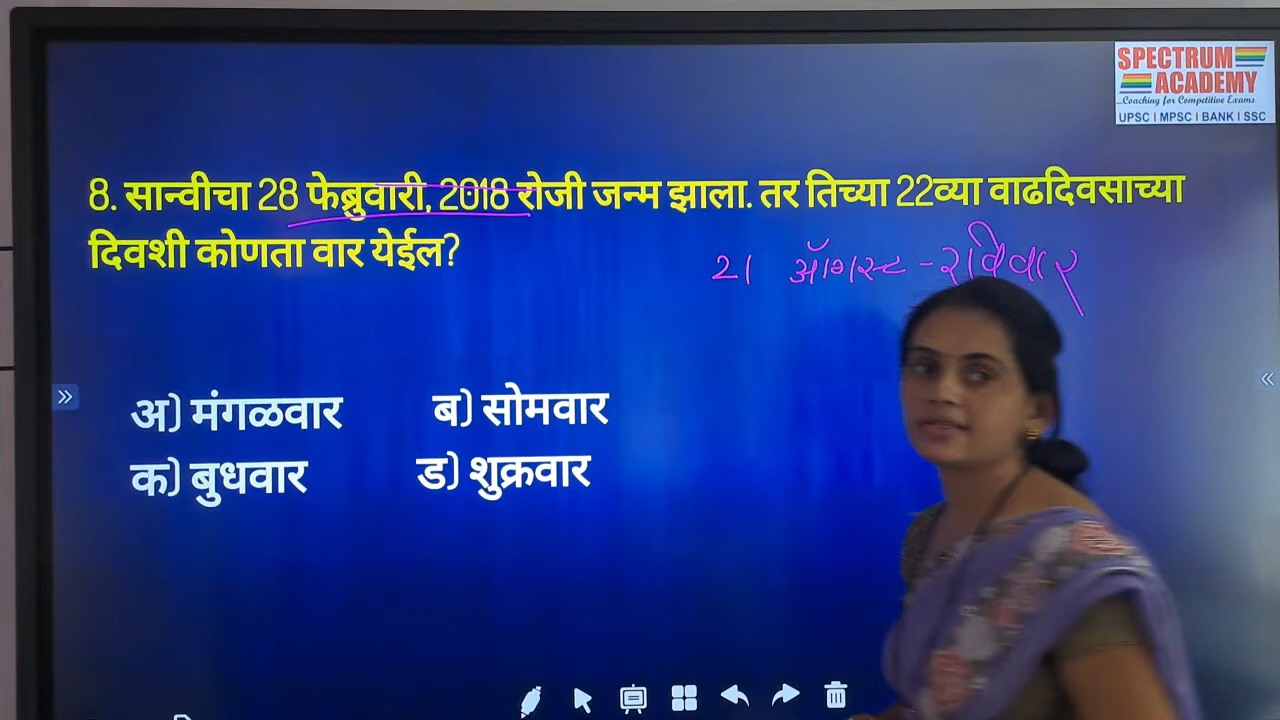 SPECTRUM
ACADEMY
...Coaching for Competitive Exams
UPSC | MPSC | BANK | SSC
8. सान्वीचा 28 फेब्रुवारी, 2018 रोजी जन्म झाला. तर तिच्या 22व्या वाढदिवसाच्या
दिवशी कोणता वार येईल?
21 ऑगस्ट - रविवार
अ) मंगळवार ब) सोमवार
क) बुधवार ड) शुक्रवार